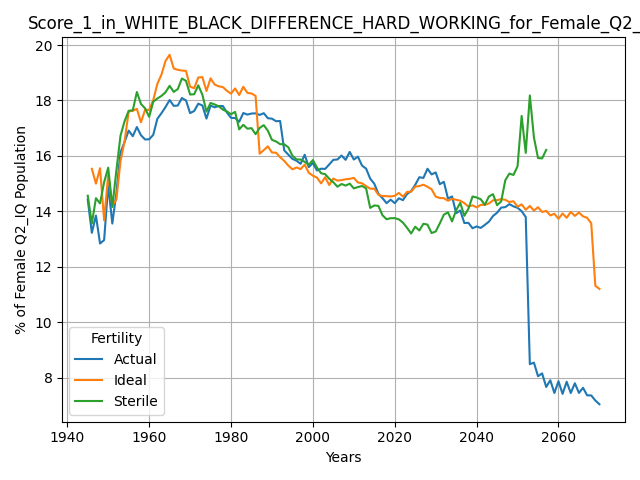 Score_1_in_WHITE_BLACK_DIFFERENCE_HARD_WORKING_for_Female_Q2_
20
18
16
14
12
10
8
% of Female Q2_IQ Population
Fertility
Actual
Ideal
Sterile
1940 1960 1980 2000 2020 2040 2060
Years